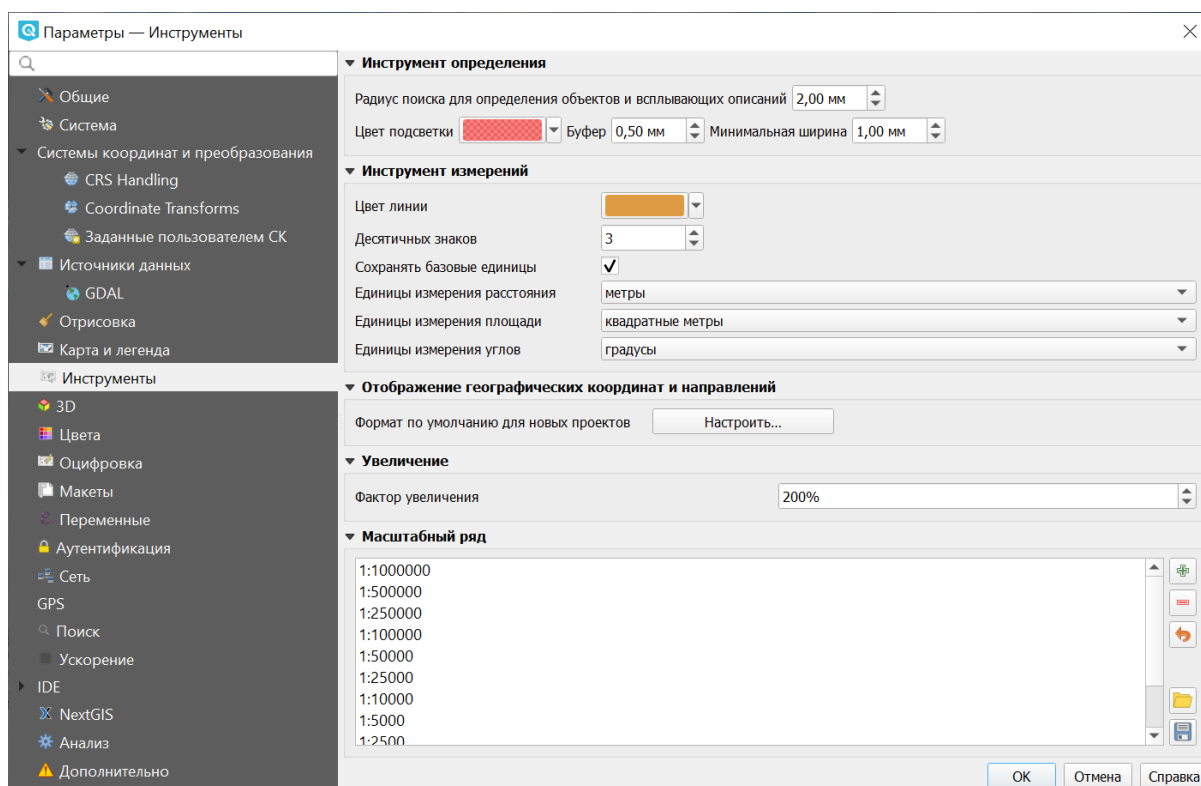 Параметры — Инструменты
Общие
Система
Системы координат и преобразования
CRS Handling
Coordinate Transforms
Заданные пользователем СК
Источники данных
GDAL
Отрисовка
Карта и легенда
Инструменты
3D
Цвета
Оцифровка
Макеты
Переменные
Аутентификация
Сеть
GPS
Поиск
Ускорение
IDE
NextGIS
Анализ
Дополнительно
Инструмент определения
Радиус поиска для определения объектов и всплывающих описаний 2,00 мм
Цвет подсветки Буфер 0,50 мм Минимальная ширина 1,00 мм
Инструмент измерений
Цвет линии
Десятичных знаков 3
Сохранять базовые единицы
Единицы измерения расстояния метры
Единицы измерения площади квадратные метры
Единицы измерения углов градусы
Отображение географических координат и направлений
Формат по умолчанию для новых проектов Настроить...
Увеличение
Фактор увеличения 200%
Масштабный ряд
1:1000000
1:500000
1:250000
1:100000
1:50000
1:25000
1:10000
1:5000
1:2500
OK Отмена Справка